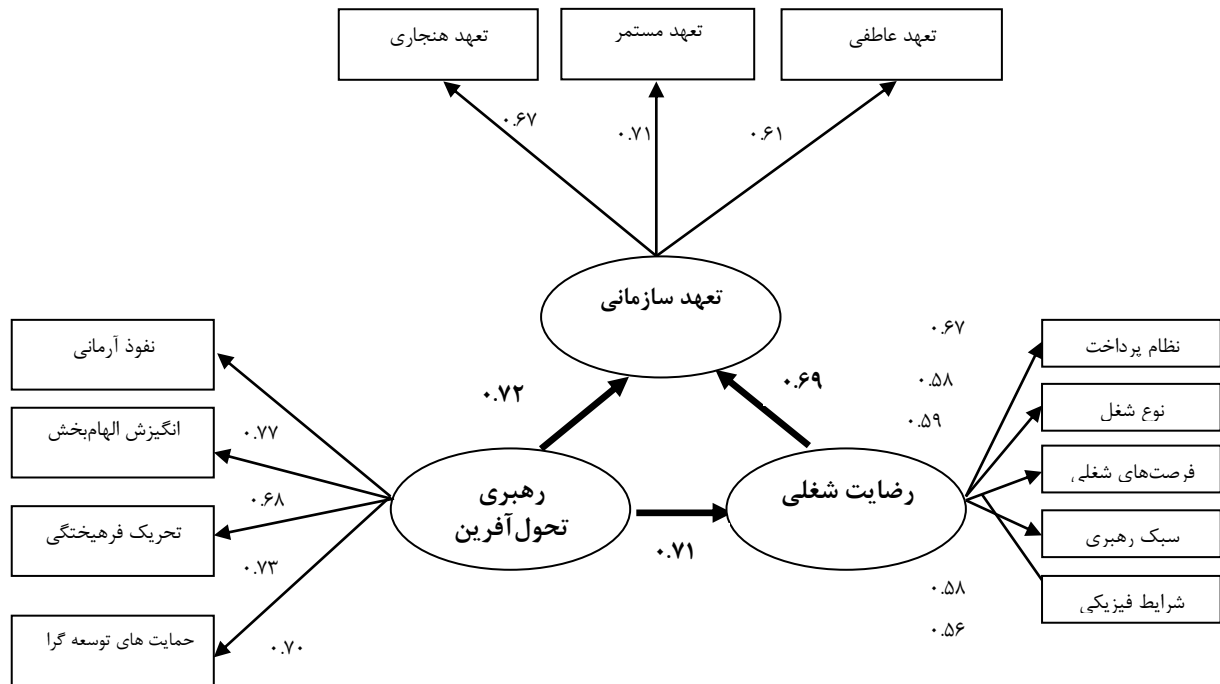 تعهد عاطفی
تعهد مستمر
تعهد هنجاری
۰.۶۱
۰.۷۱
۰.۶۷
تعهد سازمانی
۰.۶۹
۰.۷۲
نظام پرداخت
نوع شغل
فرصت‌های شغلی
سبک رهبری
شرایط فیزیکی
۰.۶۷
۰.۵۸
۰.۵۹
۰.۵۸
۰.۵۶
رضایت شغلی
۰.۷۱
رهبری
تحول‌آفرین
نفوذ آرمانی
انگیزش الهام‌بخش
تحریک فرهیختگی
حمایت های توسعه گرا
۰.۷۷
۰.۶۸
۰.۷۳
۰.۷۰